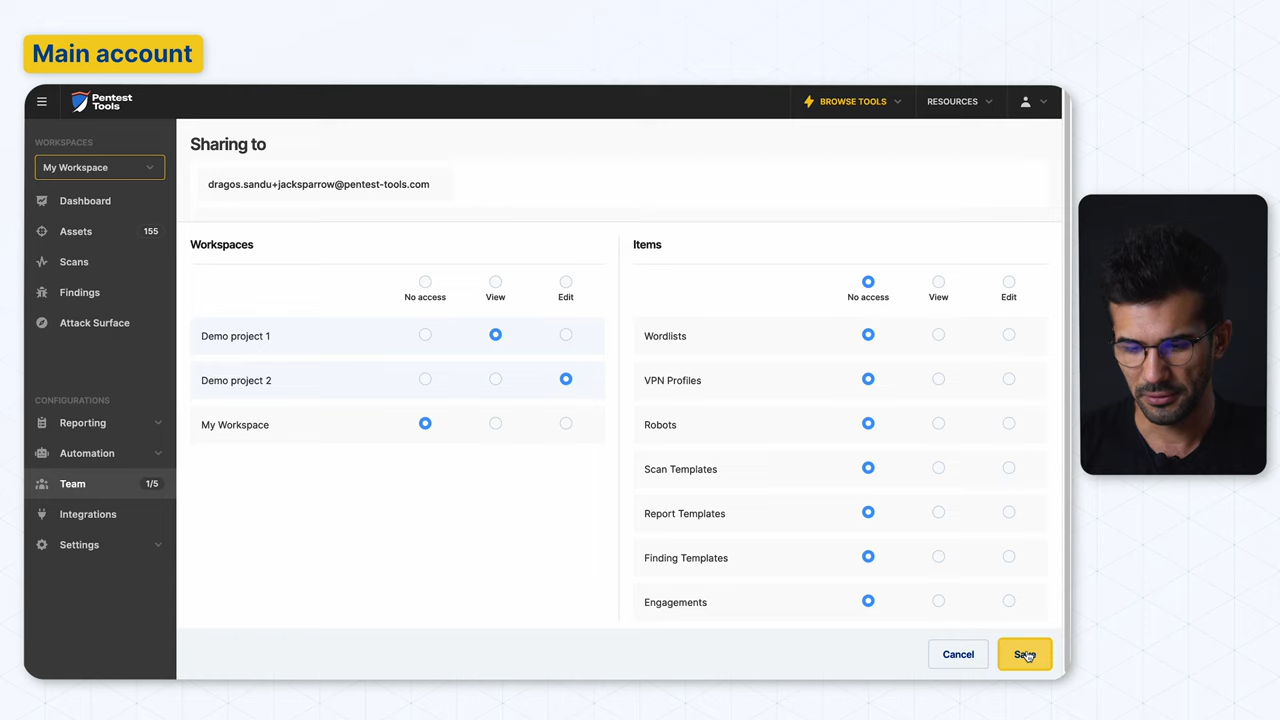 Main account
Pentest
Tools
BROWSE TOOLS
RESOURCES
WORKSPACES
My Workspace
Dashboard
Assets 155
Scans
Findings
Attack Surface
CONFIGURATIONS
Reporting
Automation
Team 1/5
Integrations
Settings
Sharing to
dragos.sandu+jacksparrow@pentest-tools.com
Workspaces
No access View Edit
Demo project 1
Demo project 2
My Workspace
Items
No access View Edit
Wordlists
VPN Profiles
Robots
Scan Templates
Report Templates
Finding Templates
Engagements
Cancel
Save